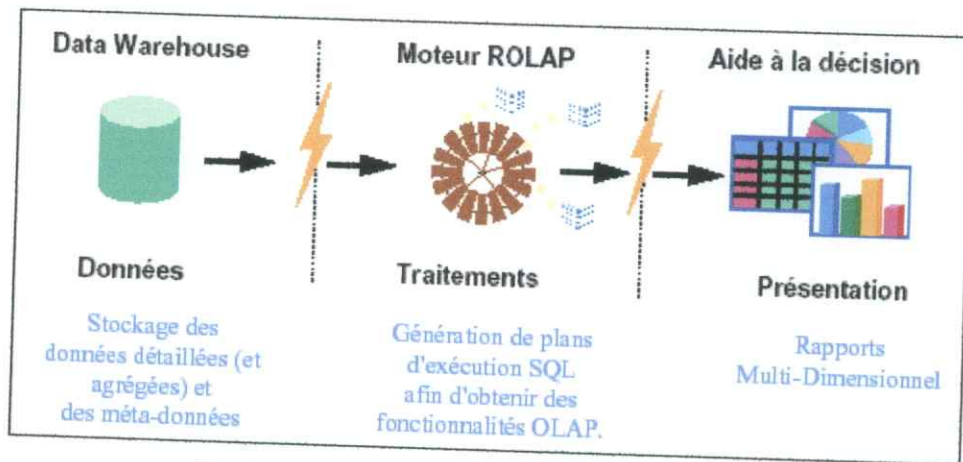 Data Warehouse
Moteur ROLAP
Aide à la décision
Données
Traitements
Présentation
Stockage des
données détaillées (et
agrégées) et
des méta-données
Génération de plans
d'exécution SQL
afin d'obtenir des
fonctionnalités OLAP.
Rapports
Multi-Dimensionnel